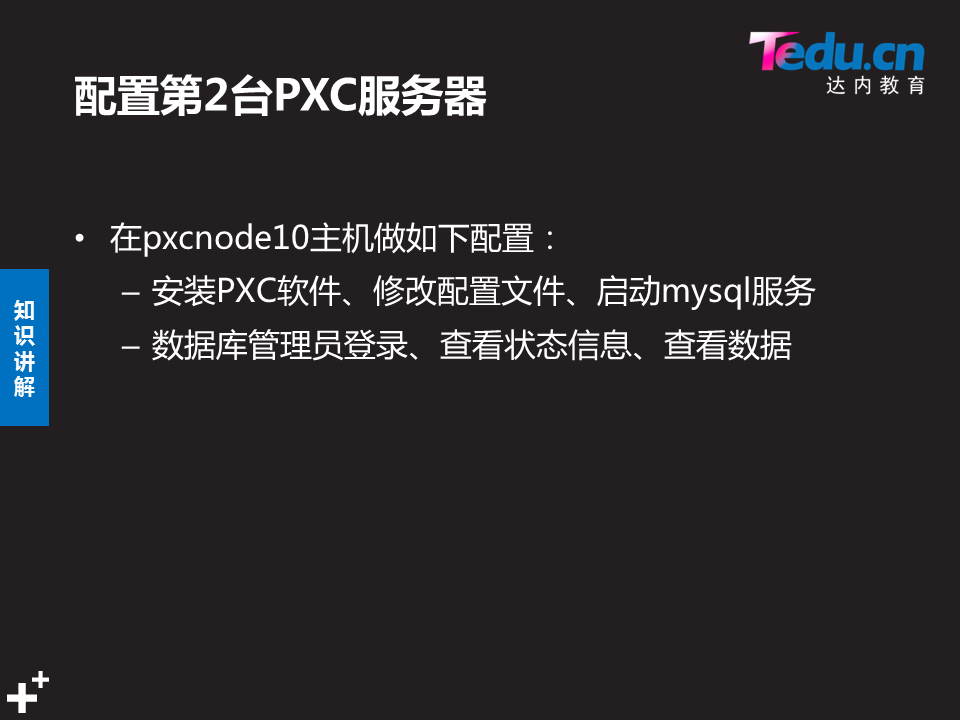 Tedu.cn
达内教育
配置第2台PXC服务器
• 在pxcnode10主机做如下配置：
– 安装PXC软件、修改配置文件、启动mysql服务
– 数据库管理员登录、查看状态信息、查看数据
知识讲解